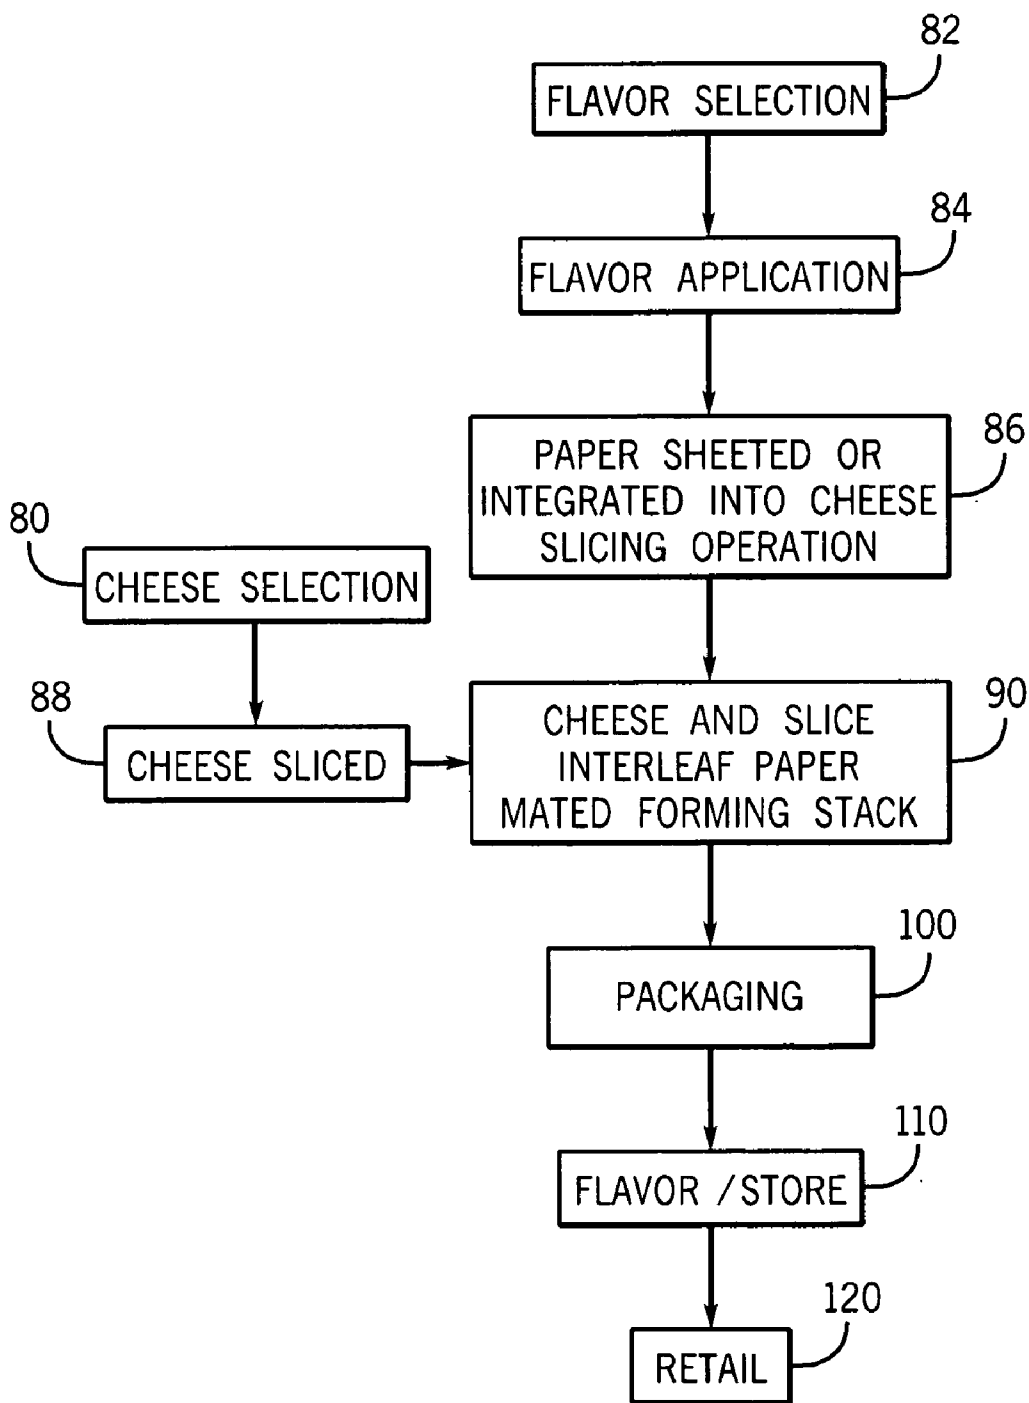 82
FLAVOR SELECTION
84
FLAVOR APPLICATION
86
PAPER SHEETED OR
INTEGRATED INTO CHEESE
SLICING OPERATION
80
CHEESE SELECTION
88
CHEESE SLICED
90
CHEESE AND SLICE
INTERLEAF PAPER
MATED FORMING STACK
100
PACKAGING
110
FLAVOR / STORE
120
RETAIL